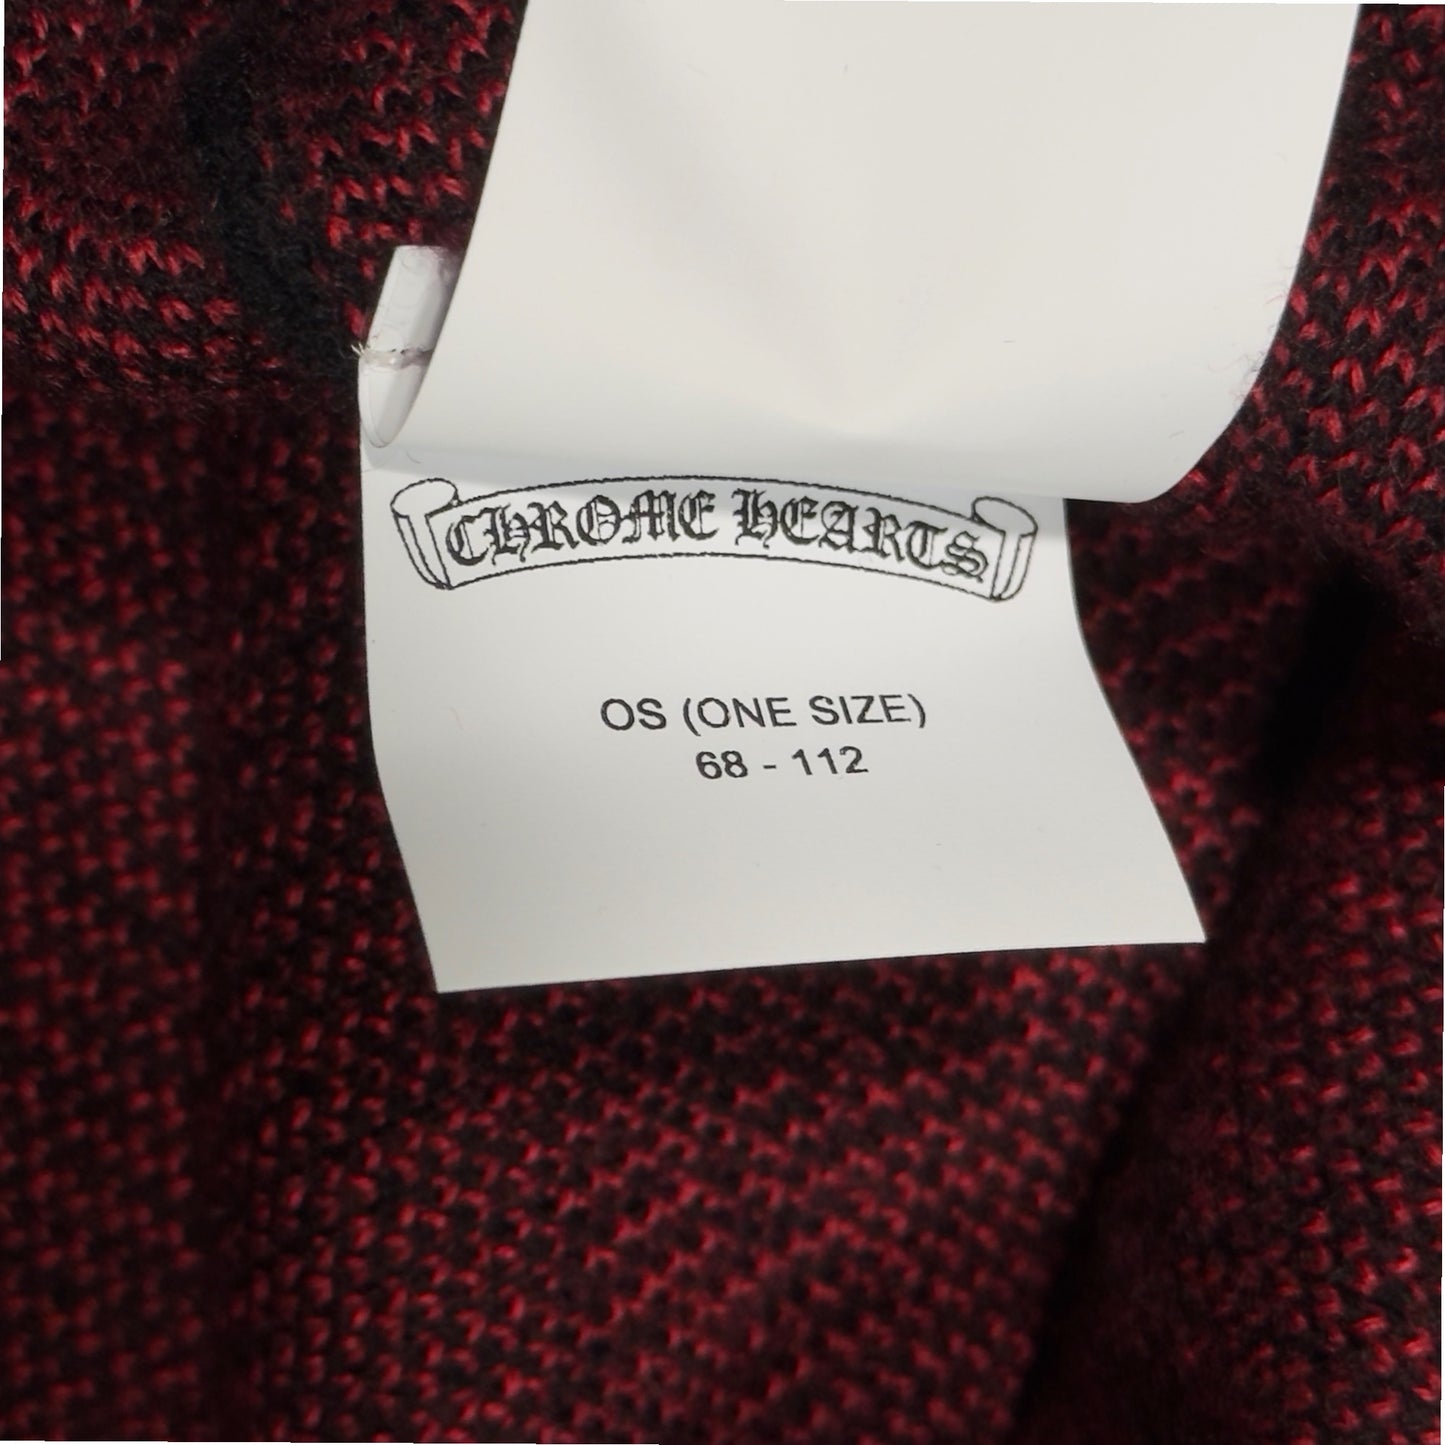 CHROME HEARTS
OS (ONE SIZE)
68 - 112